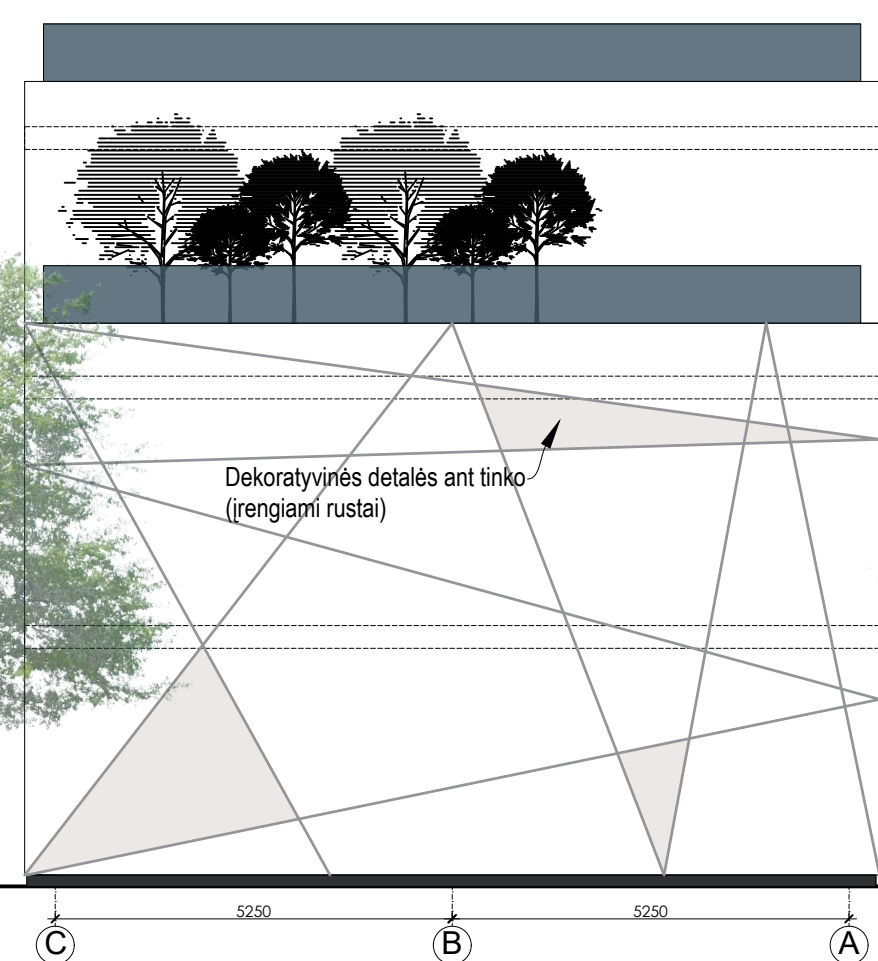 Dekoratyvinės detalės ant tinko
(įrengiami rustai)
5250
5250
C
B
A